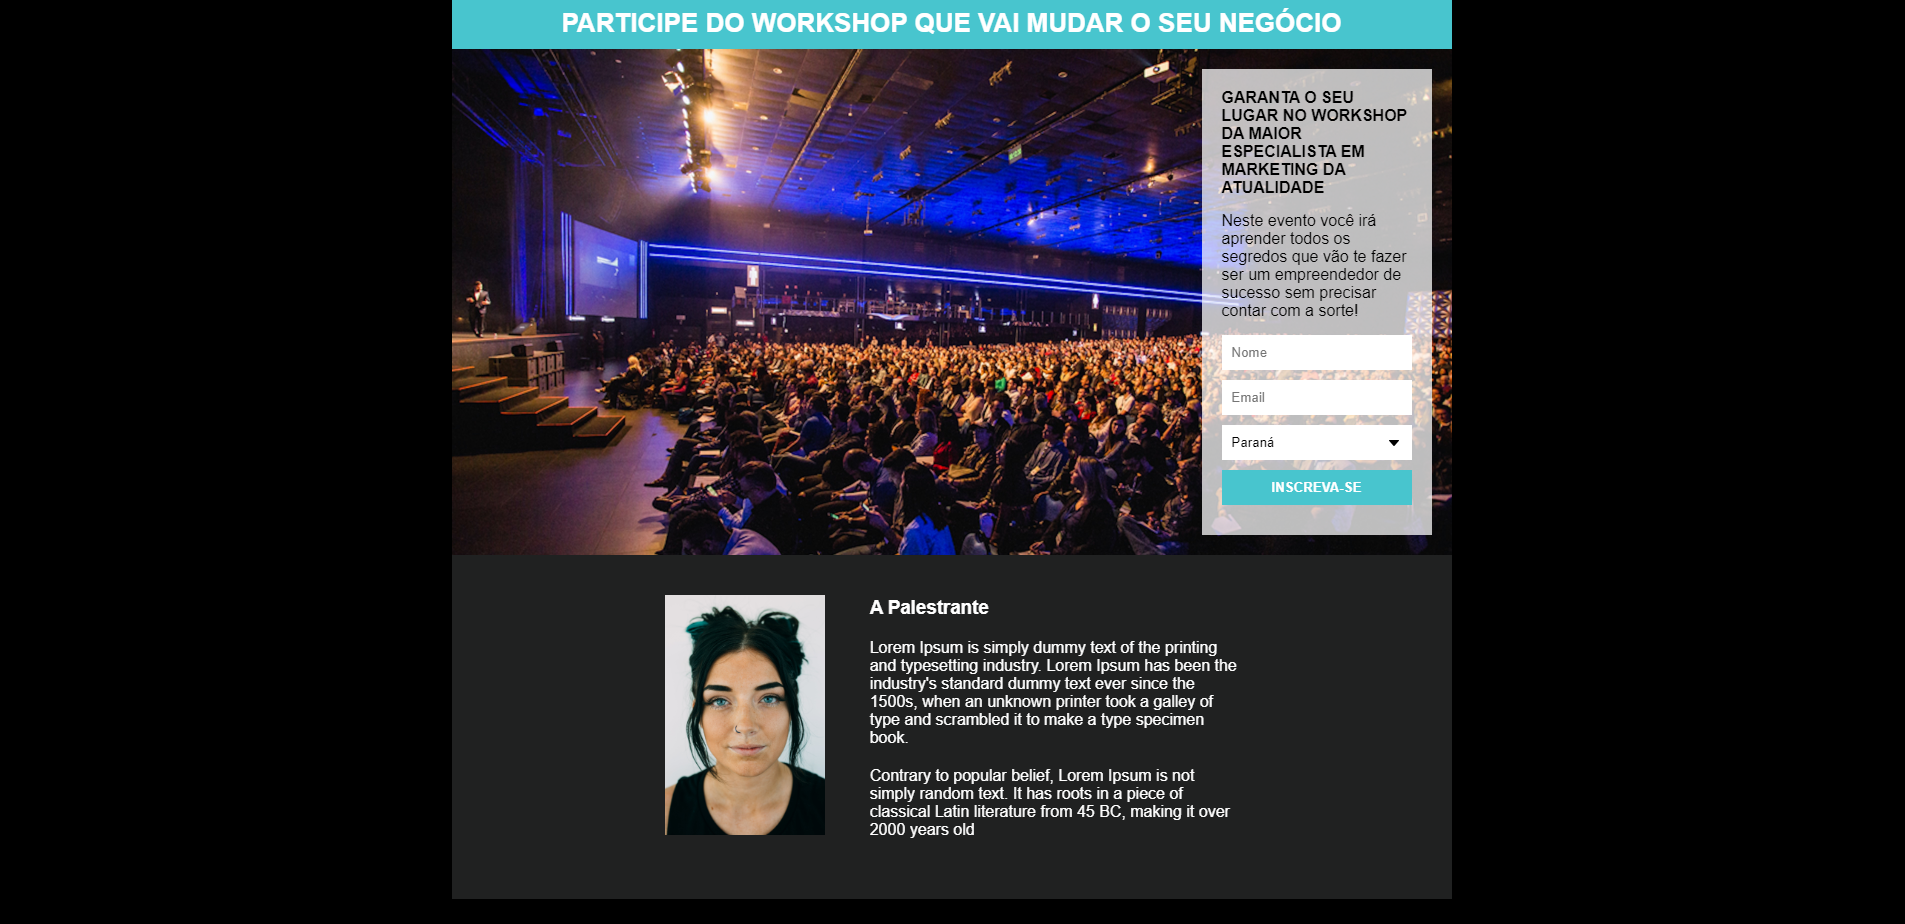 PARTICIPE DO WORKSHOP QUE VAI MUDAR O SEU NEGÓCIO
GARANTA O SEU
LUGAR NO WORKSHOP
DA MAIOR
ESPECIALISTA EM
MARKETING DA
ATUALIDADE
Neste evento você irá
aprender todos os
segredos que vão te fazer
ser um empreendedor de
sucesso sem precisar
contar com a sorte!
Nome
Email
Paraná
INSCREVA-SE
A Palestrante
Lorem Ipsum is simply dummy text of the printing
and typesetting industry. Lorem Ipsum has been the
industry's standard dummy text ever since the
1500s, when an unknown printer took a galley of
type and scrambled it to make a type specimen
book.
Contrary to popular belief, Lorem Ipsum is not
simply random text. It has roots in a piece of
classical Latin literature from 45 BC, making it over
2000 years old